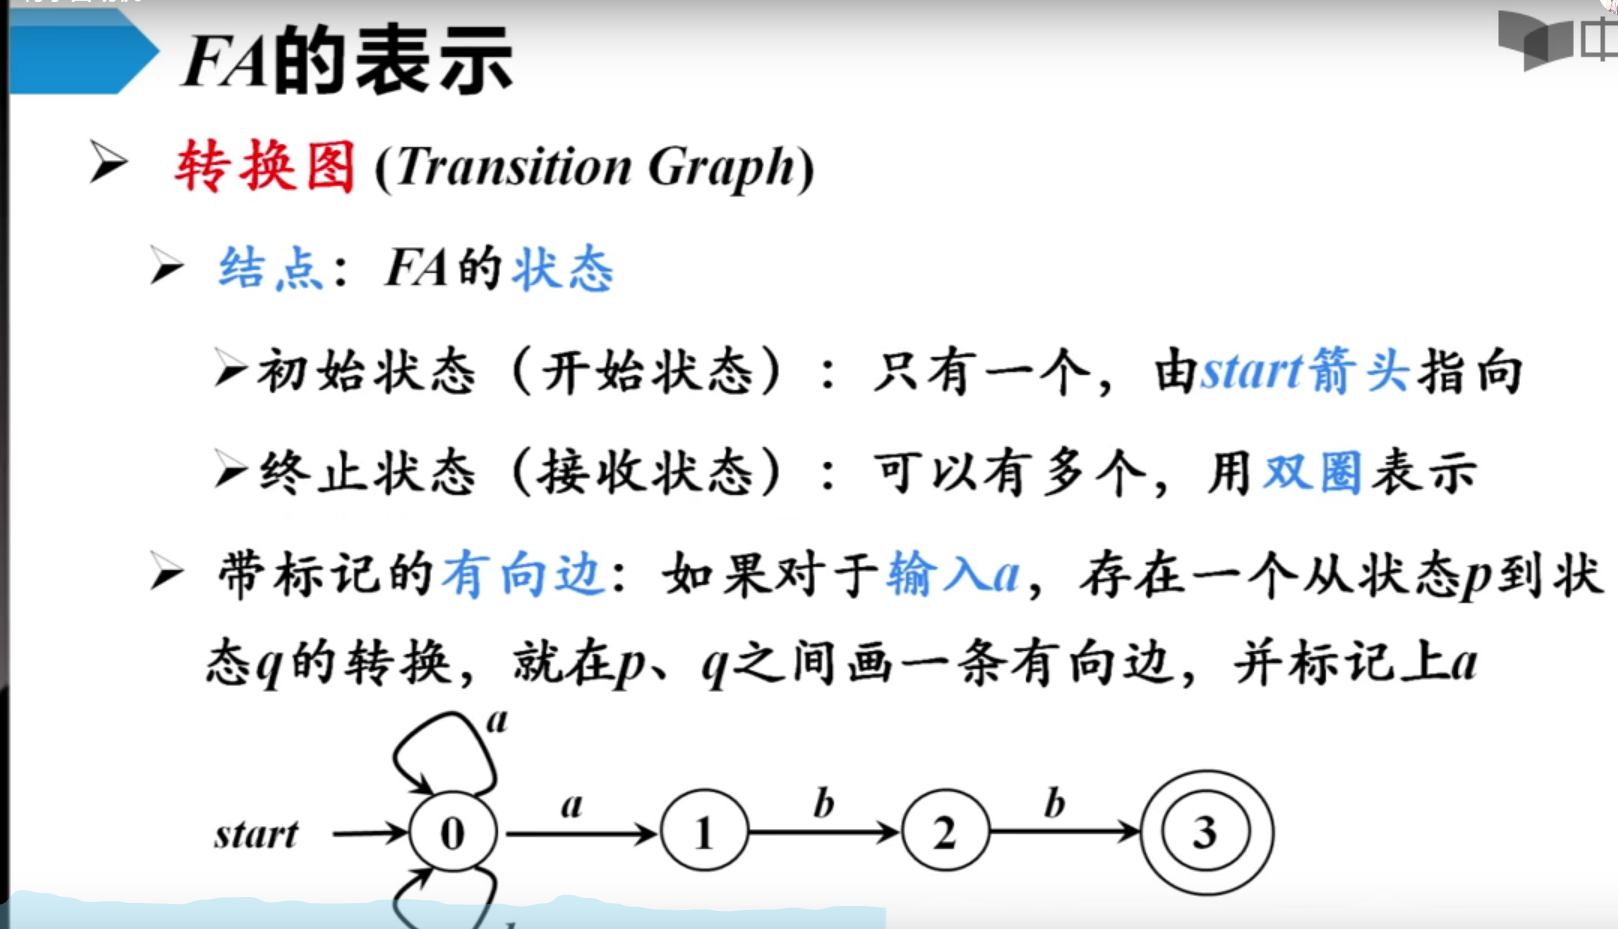 FA的表示
转换图 (Transition Graph)
结点：FA的状态
初始状态（开始状态）：只有一个，由start箭头指向
终止状态（接收状态）：可以有多个，用双圈表示
带标记的有向边：如果对于输入a，存在一个从状态p到状
态q的转换，就在p、q之间画一条有向边，并标记上a
a
start 0 a 1 b 2 b 3